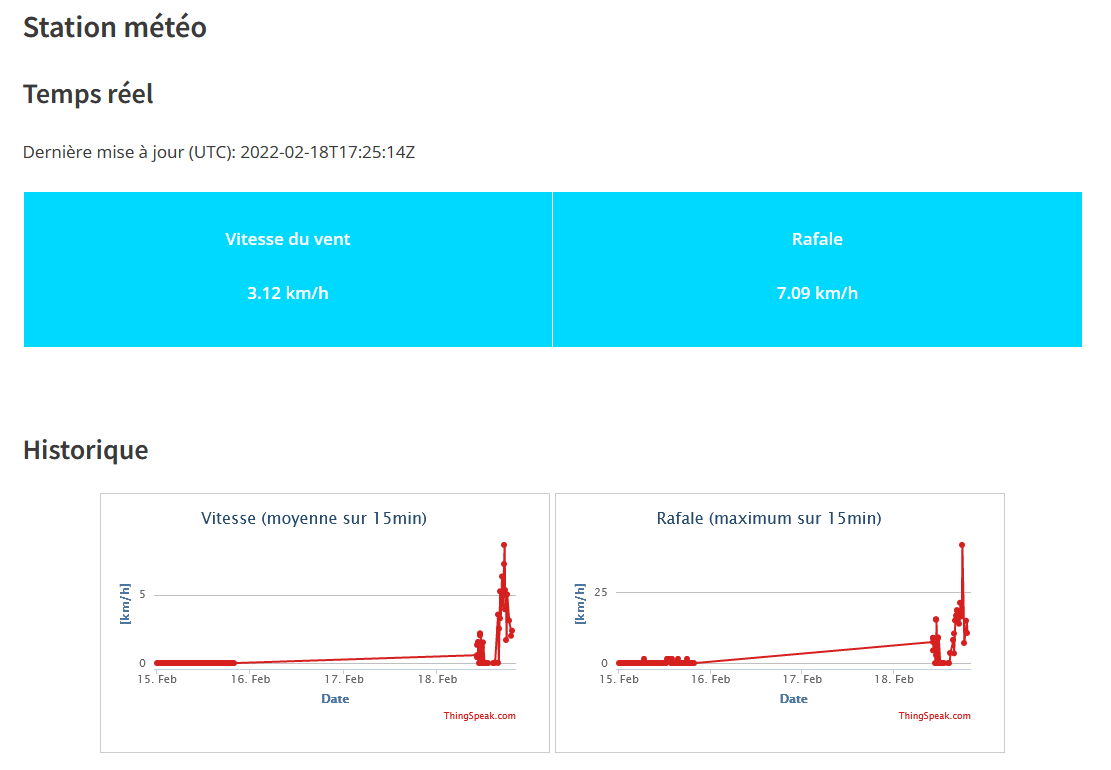 Station météo
Temps réel
Dernière mise à jour (UTC): 2022-02-18T17:25:14Z
Vitesse du vent
Rafale
3.12 km/h
7.09 km/h
Historique
Vitesse (moyenne sur 15min)
[km/h]
5
0
15. Feb
16. Feb
17. Feb
18. Feb
Date
ThingSpeak.com
Rafale (maximum sur 15min)
[km/h]
25
0
15. Feb
16. Feb
17. Feb
18. Feb
Date
ThingSpeak.com